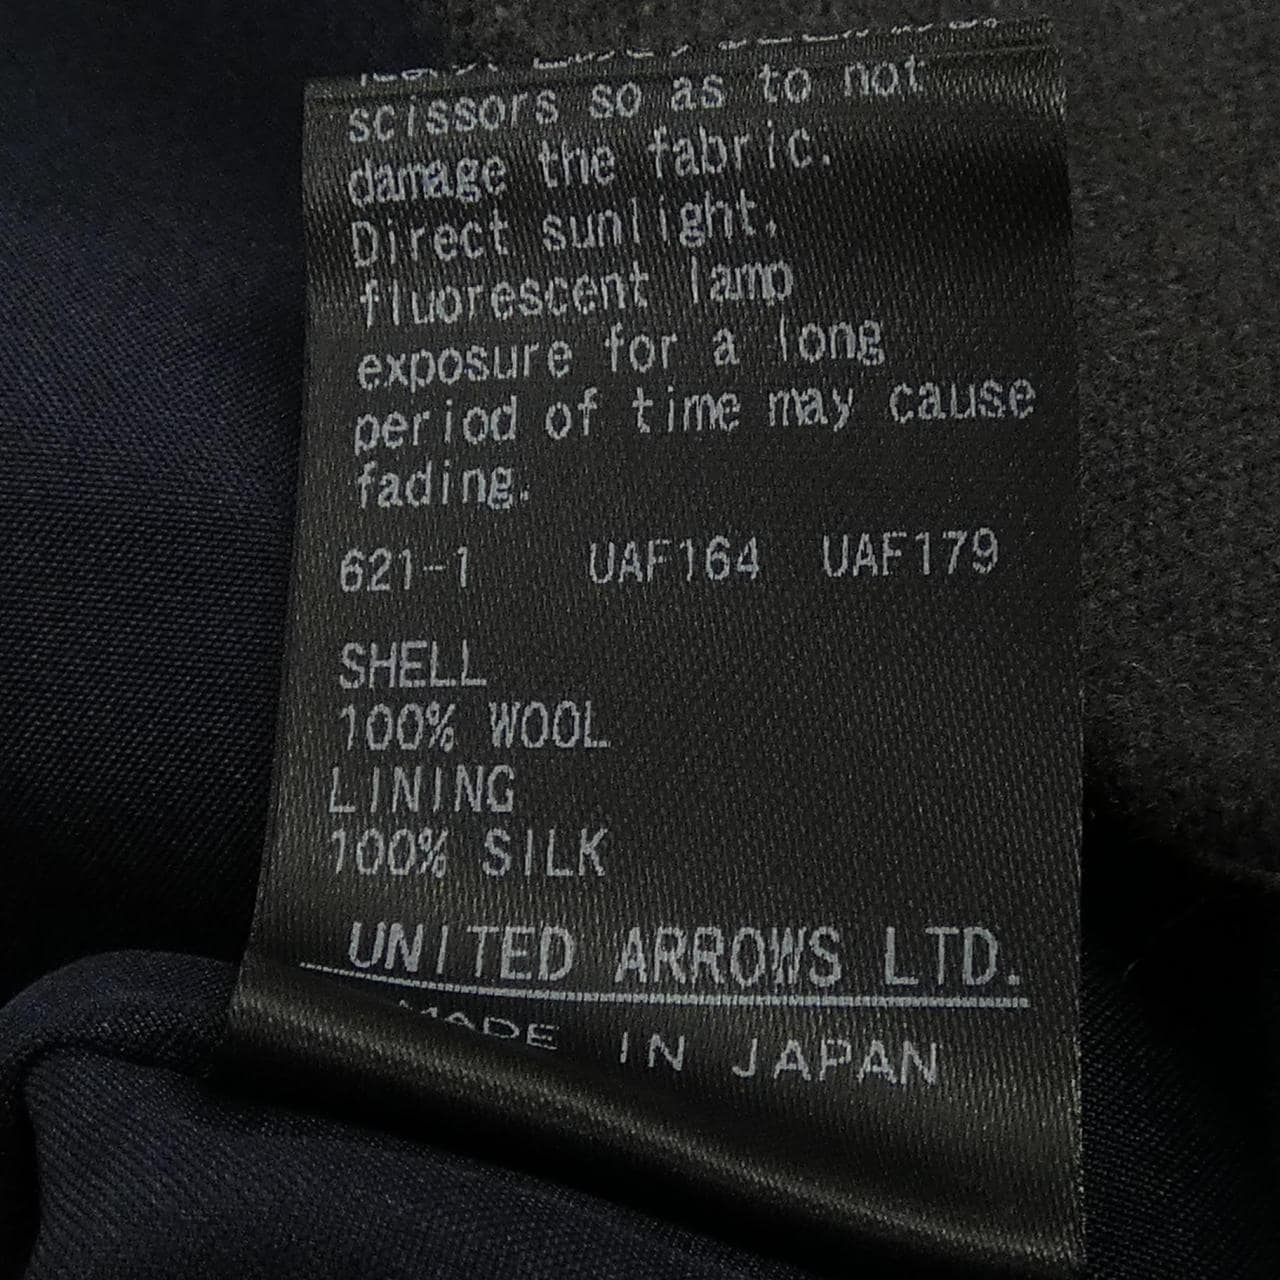 scissors so as to not
damage the fabric.
Direct sunlight,
fluorescent lamp
exposure for a long
period of time may cause
fading.
621-1 UAF164 UAF179
SHELL
100% WOOL
LINING
100% SILK
UNITED ARROWS LTD.
MADE IN JAPAN